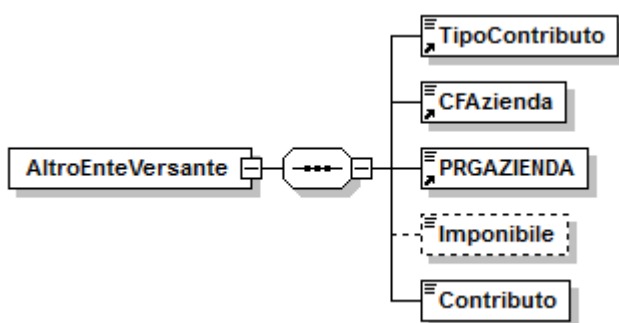 TipoContributo
CFAzienda
AltroEnteVersante
PRGAZIENDA
Imponibile
Contributo